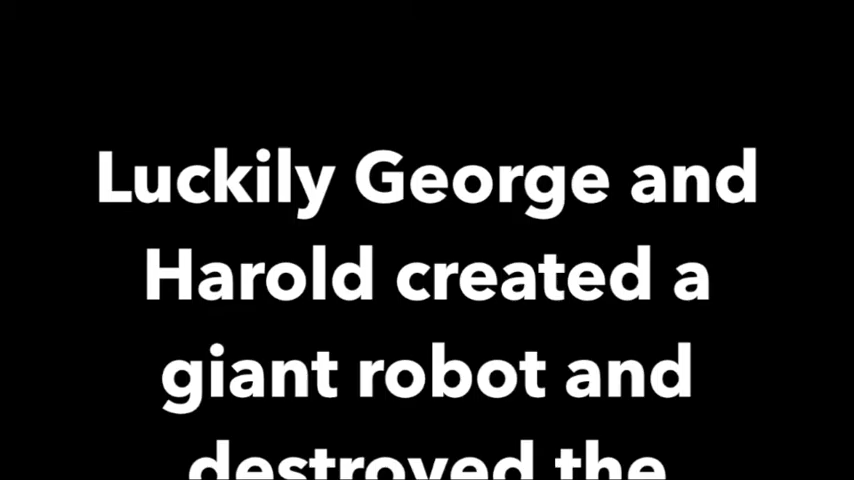 Luckily George and
Harold created a
giant robot and
destroyed the